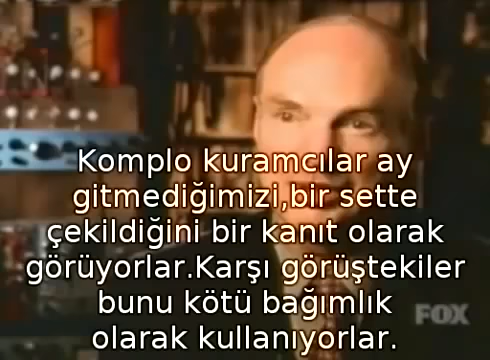 Komplo kuramcılar ay
gitmediğimizi,bir sette
çekildiğini bir kanıt olarak
görüyorlar.Karşı görüştekiler
bunu kötü bağımlık
olarak kullanıyorlar.
FOX